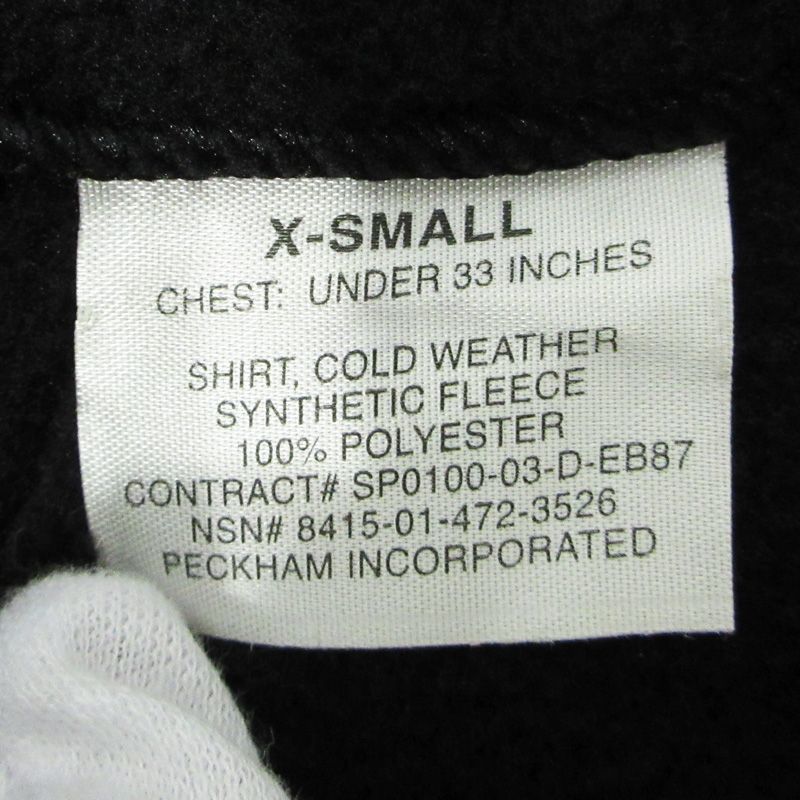 X-SMALL
CHEST: UNDER 33 INCHES
SHIRT, COLD WEATHER
SYNTHETIC FLEECE
100% POLYESTER
CONTRACT# SP0100-03-D-EB87
NSN# 8415-01-472-3526
PECKHAM INCORPORATED